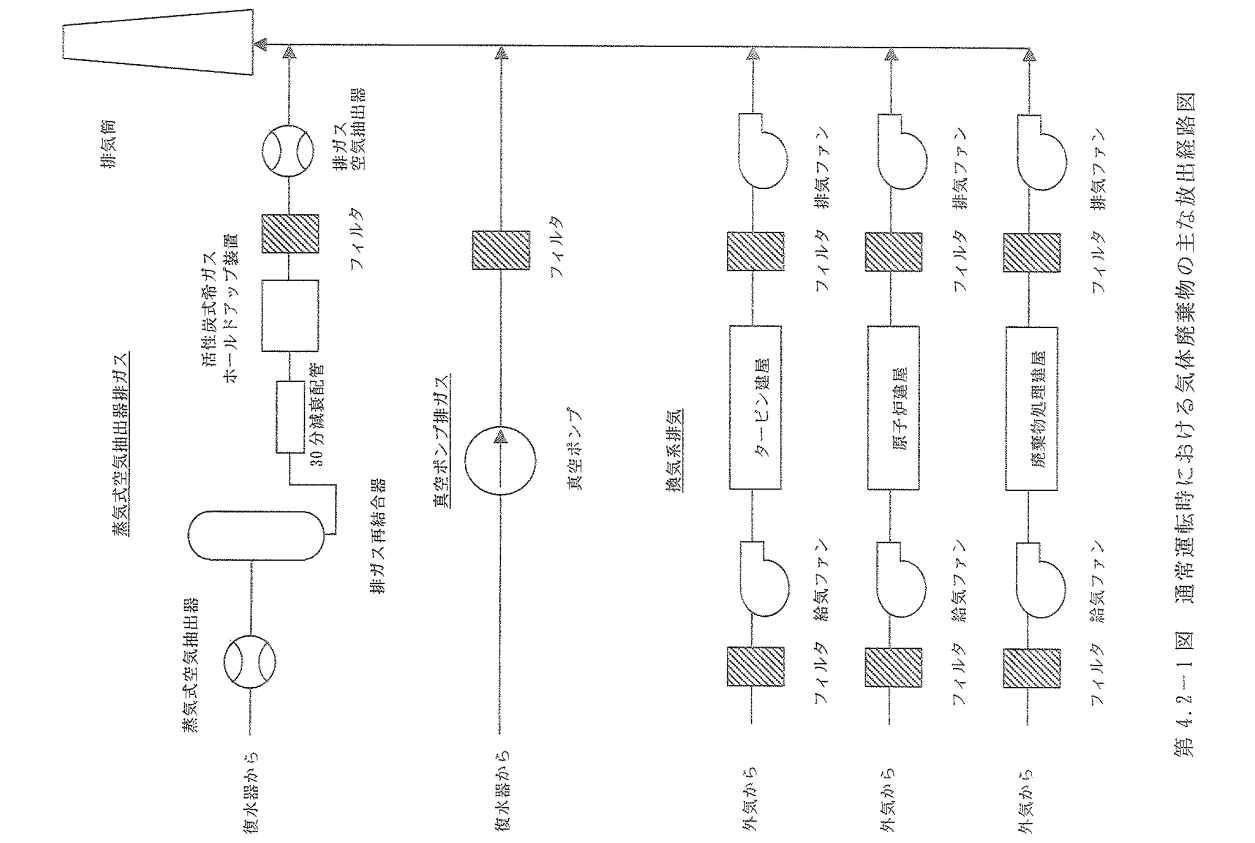 排気筒
蒸気式空気抽出器排ガス
復水器から
蒸気式空気抽出器
排ガス再結合器
30分減衰配管
活性炭式希ガス
ホールドアップ装置
フィルタ
排ガス
空気抽出器
真空ポンプ排ガス
復水器から
真空ポンプ
フィルタ
換気系排気
外気から
フィルタ
給気ファン
タービン建屋
フィルタ
排気ファン
外気から
フィルタ
給気ファン
原子炉建屋
フィルタ
排気ファン
外気から
フィルタ
給気ファン
廃棄物処理建屋
フィルタ
排気ファン
第 4.2-1図 通常運転時における気体廃棄物の主な放出経路図